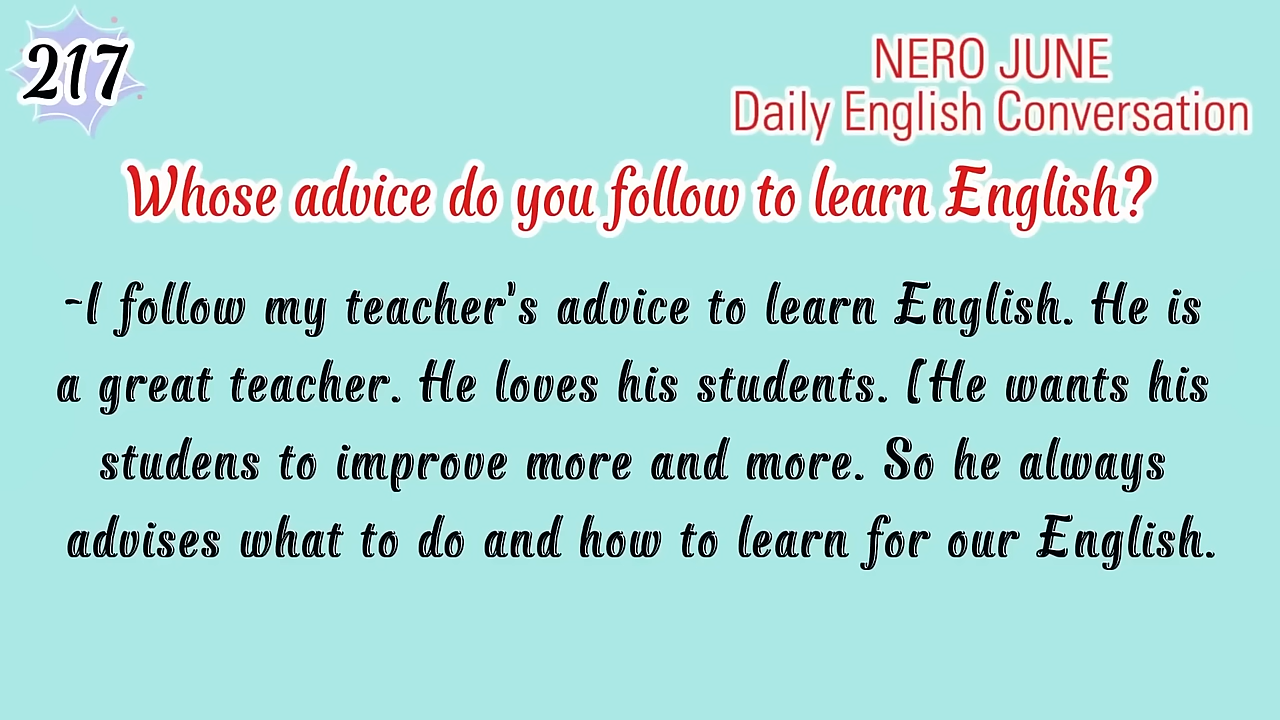 217
NERO JUNE
Daily English Conversation
Whose advice do you follow to learn English?
-I follow my teacher's advice to learn English. He is
a great teacher. He loves his students. (He wants his
studens to improve more and more. So he always
advises what to do and how to learn for our English.